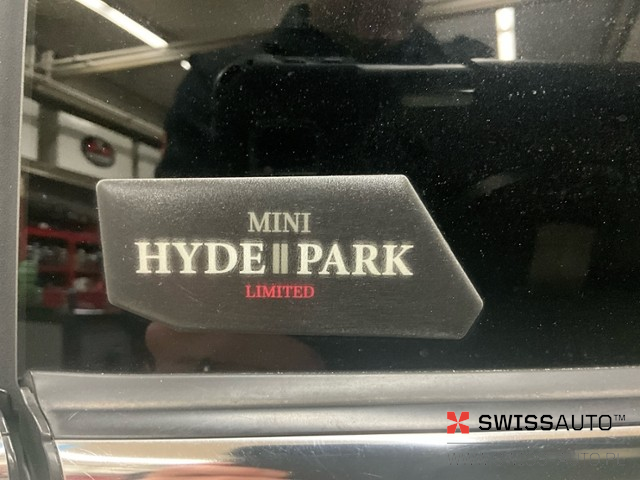 MINI
HYDE || PARK
LIMITED
SWISSAUTO™